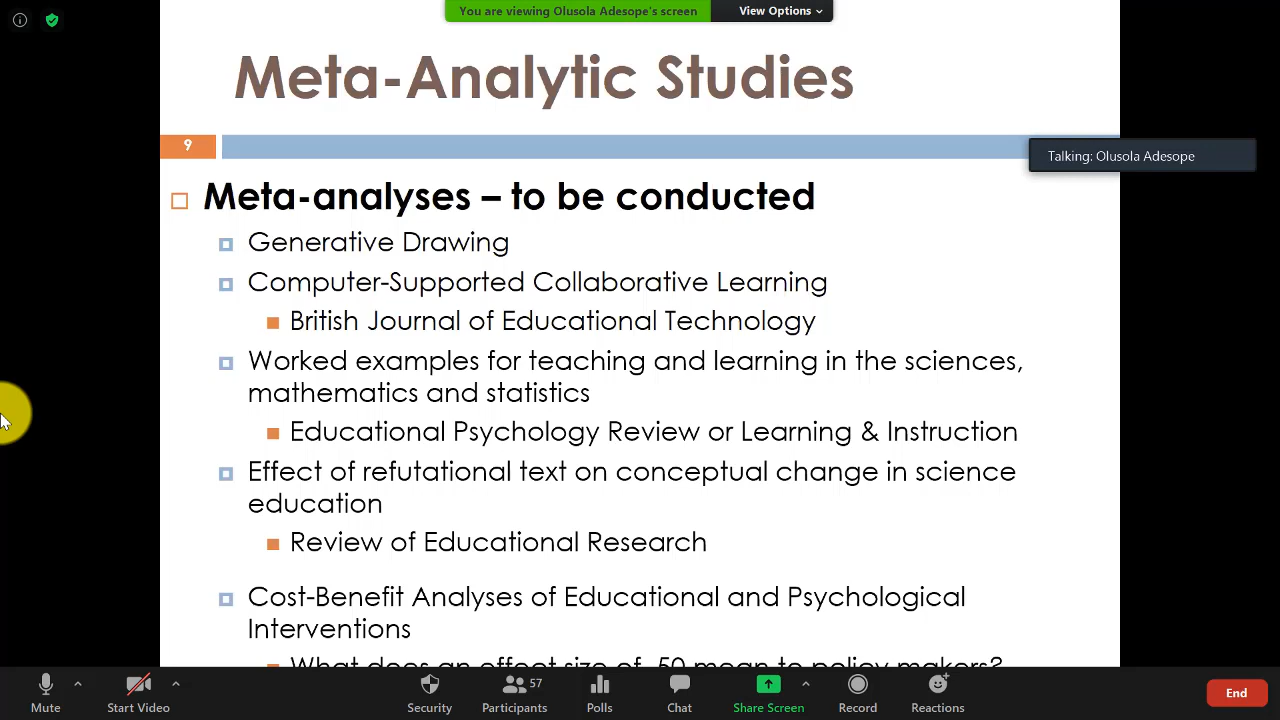 You are viewing Olusola Adesope's screen
View Options
Meta-Analytic Studies
9
Talking: Olusola Adesope
Meta-analyses – to be conducted
Generative Drawing
Computer-Supported Collaborative Learning
British Journal of Educational Technology
Worked examples for teaching and learning in the sciences,
mathematics and statistics
Educational Psychology Review or Learning & Instruction
Effect of refutational text on conceptual change in science
education
Review of Educational Research
Cost-Benefit Analyses of Educational and Psychological
Interventions
What does an effect size of .50 mean to policy makers?
57
Mute
Start Video
Security
Participants
Polls
Chat
Share Screen
Record
Reactions
End